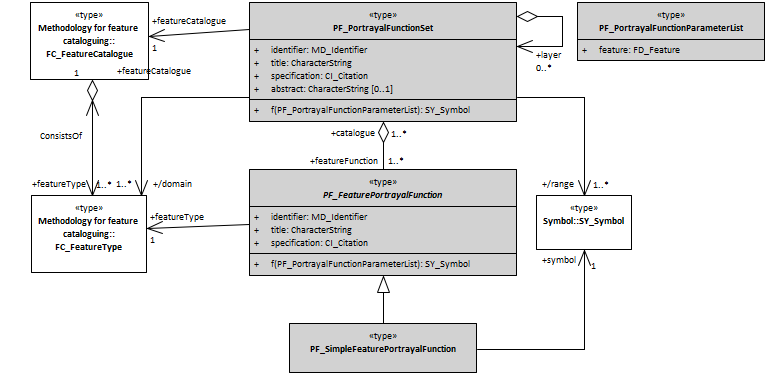 «type»
Methodology for feature
cataloguing::
FC_FeatureCatalogue
+featureCatalogue
1
1
+featureCatalogue
«type»
PF_PortrayalFunctionSet
+ identifier: MD_Identifier
+ title: CharacterString
+ specification: CI_Citation
+ abstract: CharacterString [0..1]
+ f(PF_PortrayalFunctionParameterList): SY_Symbol
+layer
0..*
«type»
PF_PortrayalFunctionParameterList
+ feature: FD_Feature
ConsistsOf
+catalogue
1..*
+featureFunction
1..*
+featureType
1..*
1..*
+/domain
+/range
1..*
«type»
Methodology for feature
cataloguing::
FC_FeatureType
+featureType
1
«type»
PF_FeaturePortrayalFunction
+ identifier: MD_Identifier
+ title: CharacterString
+ specification: CI_Citation
+ f(PF_PortrayalFunctionParameterList): SY_Symbol
«type»
Symbol::SY_Symbol
+symbol
1
«type»
PF_SimpleFeaturePortrayalFunction